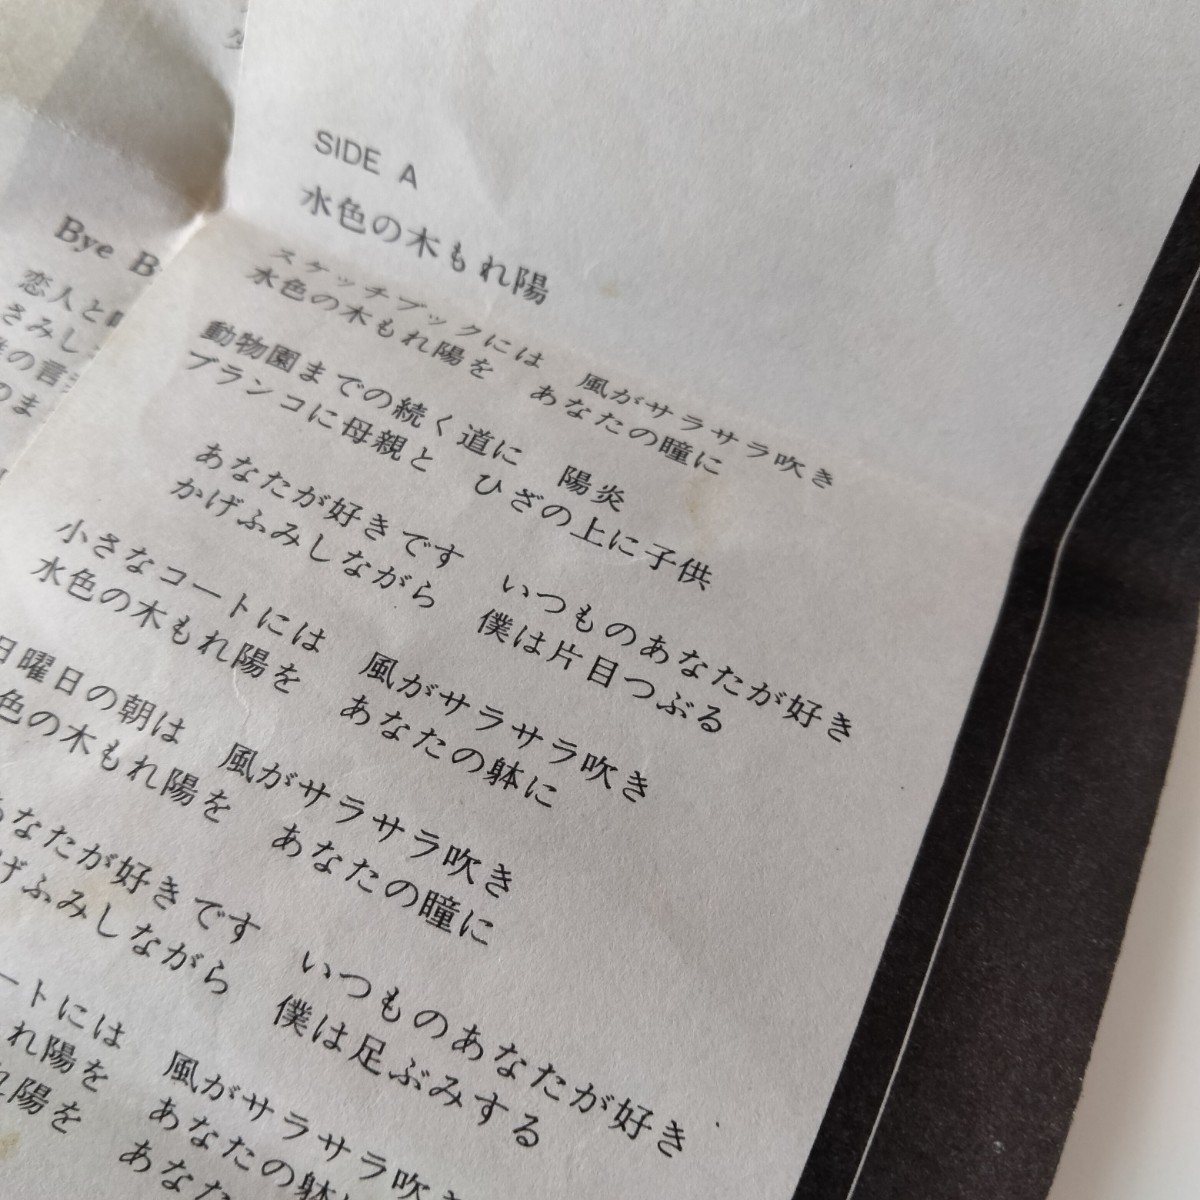 SIDE A
水色の木もれ陽
スケッチブックには　風がサラサラ吹き
水色の木もれ陽を　あなたの瞳に
動物園までの続く道に　陽炎
ブランコに母親と　ひざの上に子供
あなたが好きです　いつものあなたが好き
かげふみしながら　僕は片目つぶる
小さなコートには　風がサラサラ吹き
水色の木もれ陽を　あなたの躰に
日曜日の朝は　風がサラサラ吹き
色の木もれ陽を　あなたの瞳に
あなたが好きです　いつものあなたが好き
げふみしながら　僕は足ぶみする
ートには　風がサラサラ吹き
れ陽を　あなたの躰に
れ陽を　あなた
Bye B
恋人と
さみし
の言
のま